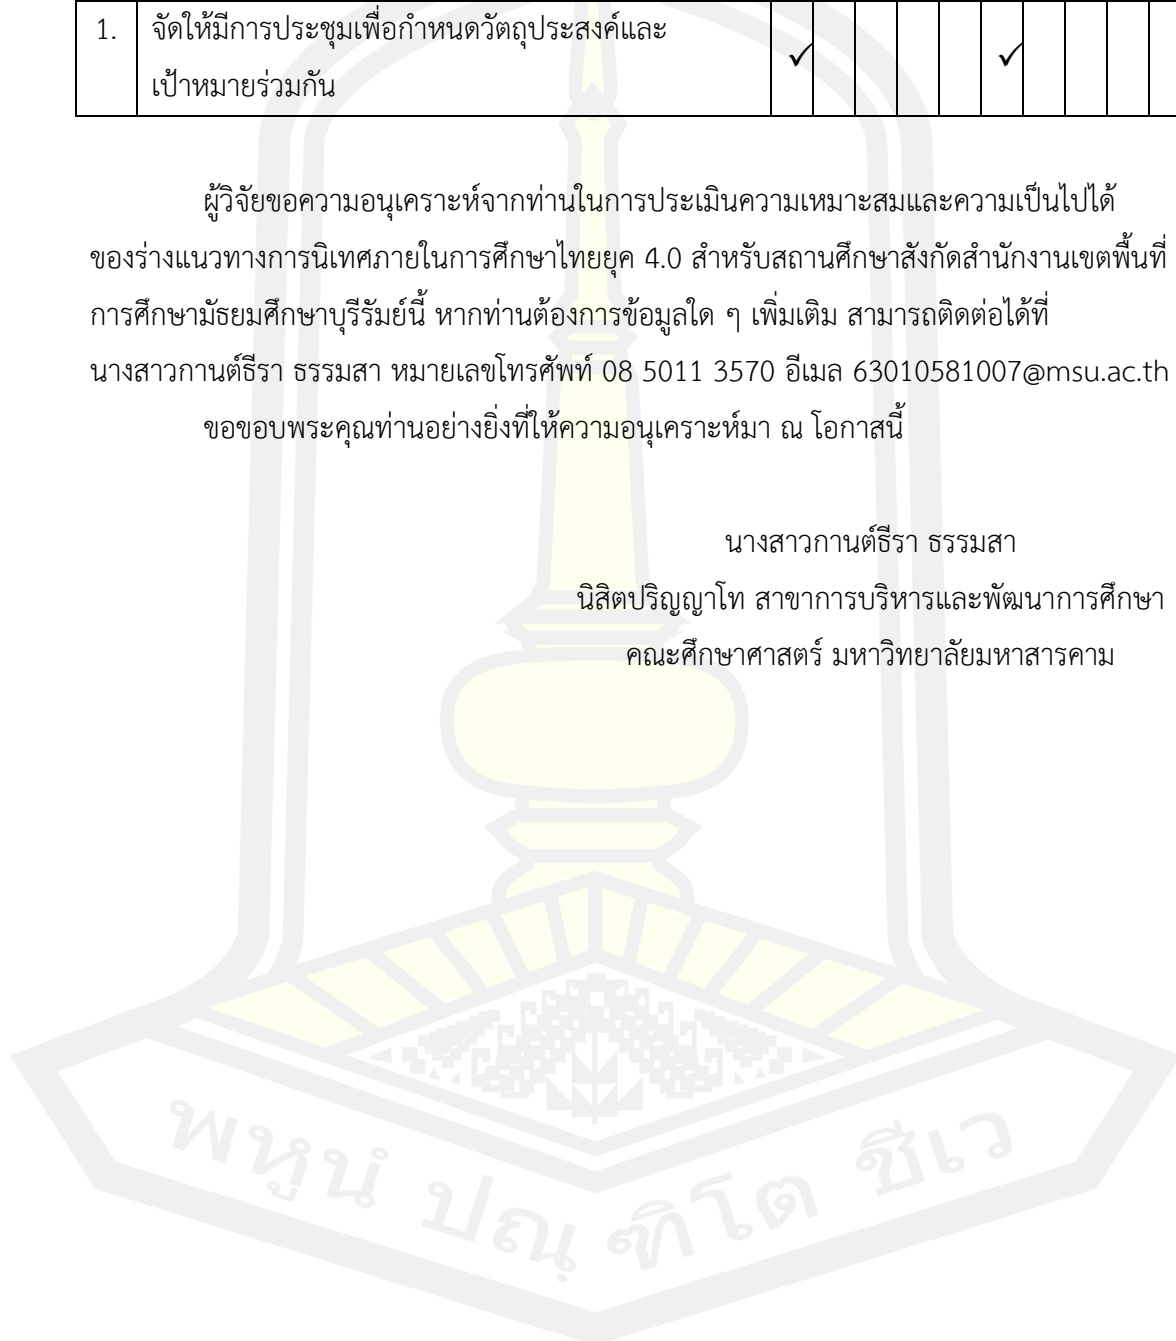 1. จัดให้มีการประชุมเพื่อกำหนดวัตถุประสงค์และ
เป้าหมายร่วมกัน ✓ ✓
ผู้วิจัยขอความอนุเคราะห์จากท่านในการประเมินความเหมาะสมและความเป็นไปได้
ของร่างแนวทางการนิเทศภายในการศึกษาไทยยุค 4.0 สำหรับสถานศึกษาสังกัดสำนักงานเขตพื้นที่
การศึกษามัธยมศึกษาบุรีรัมย์นี้ หากท่านต้องการข้อมูลใด ๆ เพิ่มเติม สามารถติดต่อได้ที่
นางสาวกานต์ธีรา ธรรมสา หมายเลขโทรศัพท์ 08 5011 3570 อีเมล 63010581007@msu.ac.th
ขอขอบพระคุณท่านอย่างยิ่งที่ให้ความอนุเคราะห์มา ณ โอกาสนี้
นางสาวกานต์ธีรา ธรรมสา
นิสิตปริญญาโท สาขาการบริหารและพัฒนาการศึกษา
คณะศึกษาศาสตร์ มหาวิทยาลัยมหาสารคาม
พหูนํ ปณฺฑิโต ชีเว